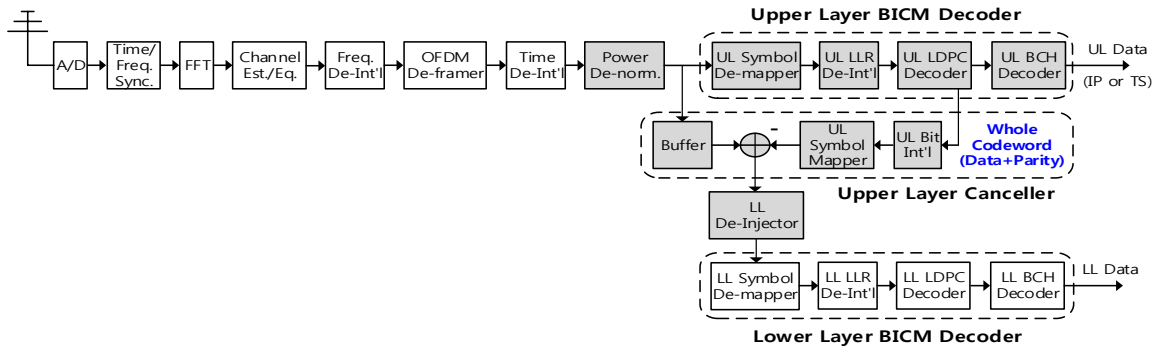 Upper Layer BICM Decoder
A/D
Time/
Freq.
Sync.
FFT
Channel
Est./Eq.
Freq.
De-Int'l
OFDM
De-framer
Time
De-Int'l
Power
De-norm.
UL Symbol
De-mapper
UL LLR
De-Int'l
UL LDPC
Decoder
UL BCH
Decoder
UL Data
(IP or TS)
Buffer
-
UL
Symbol
Mapper
UL Bit
Int'l
Whole
Codeword
(Data+Parity)
Upper Layer Canceller
LL
De-Injector
LL Symbol
De-mapper
LL LLR
De-Int'l
LL LDPC
Decoder
LL BCH
Decoder
LL Data
Lower Layer BICM Decoder